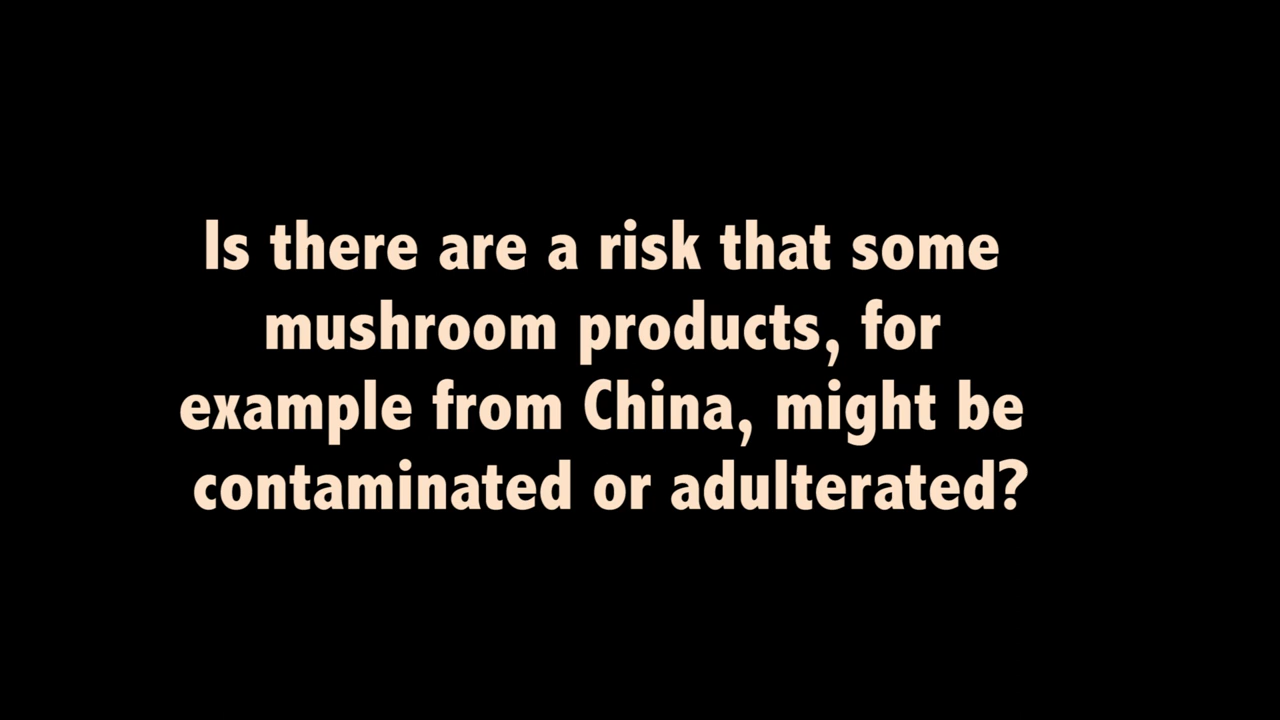 Is there are a risk that some
mushroom products, for
example from China, might be
contaminated or adulterated?